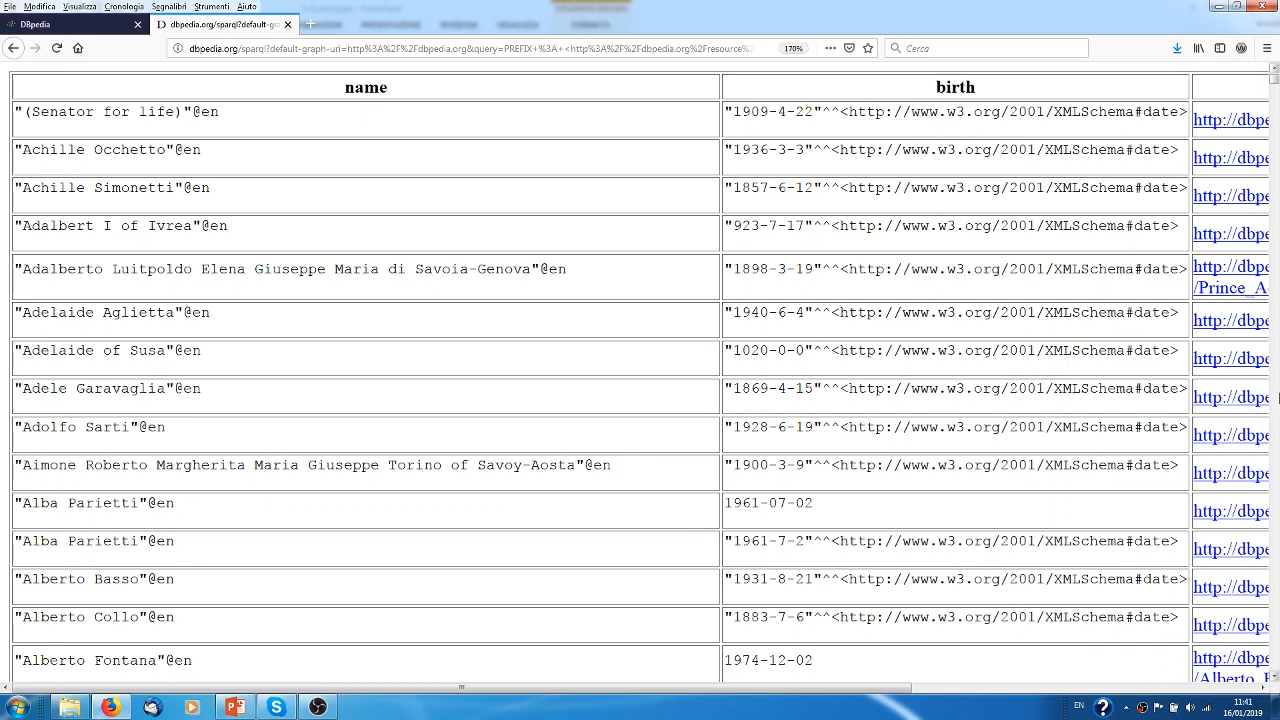 File Modifica Visualizza Cronologia Segnalibri Strumenti Aiuto
DBpedia
dbpedia.org/sparql?default-gr
dbpedia.org/sparql?default-graph-uri=http%3A%2F%2Fdbpedia.org&query=PREFIX+%3A+<http%3A%2F%2Fdbpedia.org%2Fresource%2
170%
Cerca
name birth
"(Senator for life)"@en "1909-4-22"^^<http://www.w3.org/2001/XMLSchema#date> http://dbpe
"Achille Occhetto"@en "1936-3-3"^^<http://www.w3.org/2001/XMLSchema#date> http://dbpe
"Achille Simonetti"@en "1857-6-12"^^<http://www.w3.org/2001/XMLSchema#date> http://dbpe
"Adalbert I of Ivrea"@en "923-7-17"^^<http://www.w3.org/2001/XMLSchema#date> http://dbpe
"Adalberto Luitpoldo Elena Giuseppe Maria di Savoia-Genova"@en "1898-3-19"^^<http://www.w3.org/2001/XMLSchema#date> http://dbpe
/Prince_A
"Adelaide Aglietta"@en "1940-6-4"^^<http://www.w3.org/2001/XMLSchema#date> http://dbpe
"Adelaide of Susa"@en "1020-0-0"^^<http://www.w3.org/2001/XMLSchema#date> http://dbpe
"Adele Garavaglia"@en "1869-4-15"^^<http://www.w3.org/2001/XMLSchema#date> http://dbpe
"Adolfo Sarti"@en "1928-6-19"^^<http://www.w3.org/2001/XMLSchema#date> http://dbpe
"Aimone Roberto Margherita Maria Giuseppe Torino of Savoy-Aosta"@en "1900-3-9"^^<http://www.w3.org/2001/XMLSchema#date> http://dbpe
"Alba Parietti"@en 1961-07-02 http://dbpe
"Alba Parietti"@en "1961-7-2"^^<http://www.w3.org/2001/XMLSchema#date> http://dbpe
"Alberto Basso"@en "1931-8-21"^^<http://www.w3.org/2001/XMLSchema#date> http://dbpe
"Alberto Collo"@en "1883-7-6"^^<http://www.w3.org/2001/XMLSchema#date> http://dbpe
"Alberto Fontana"@en 1974-12-02 http://dbpe
EN
11:41
16/01/2019